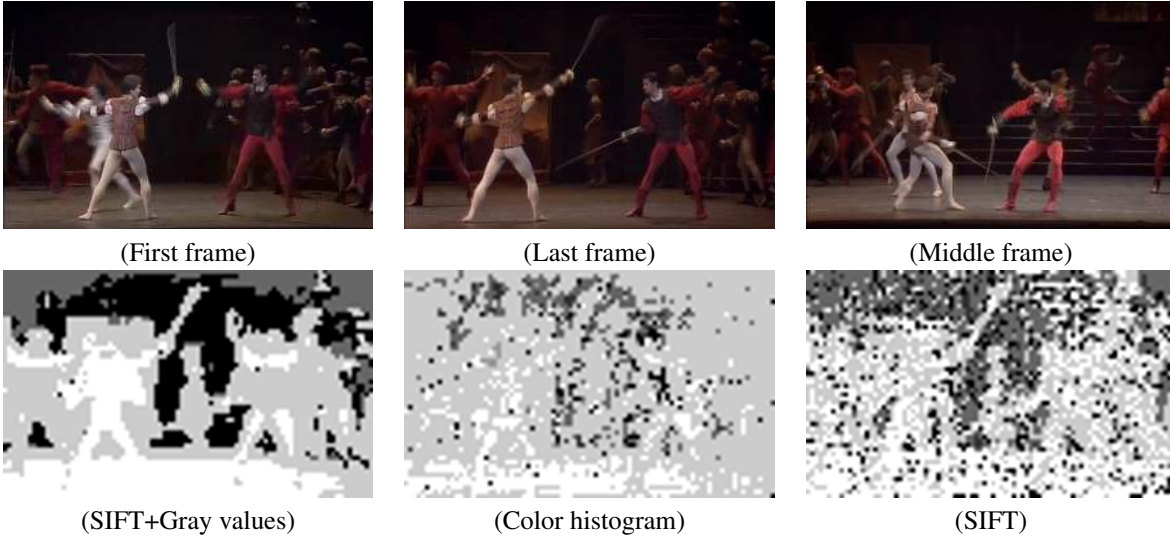 (First frame)
(Last frame)
(Middle frame)
(SIFT+Gray values)
(Color histogram)
(SIFT)